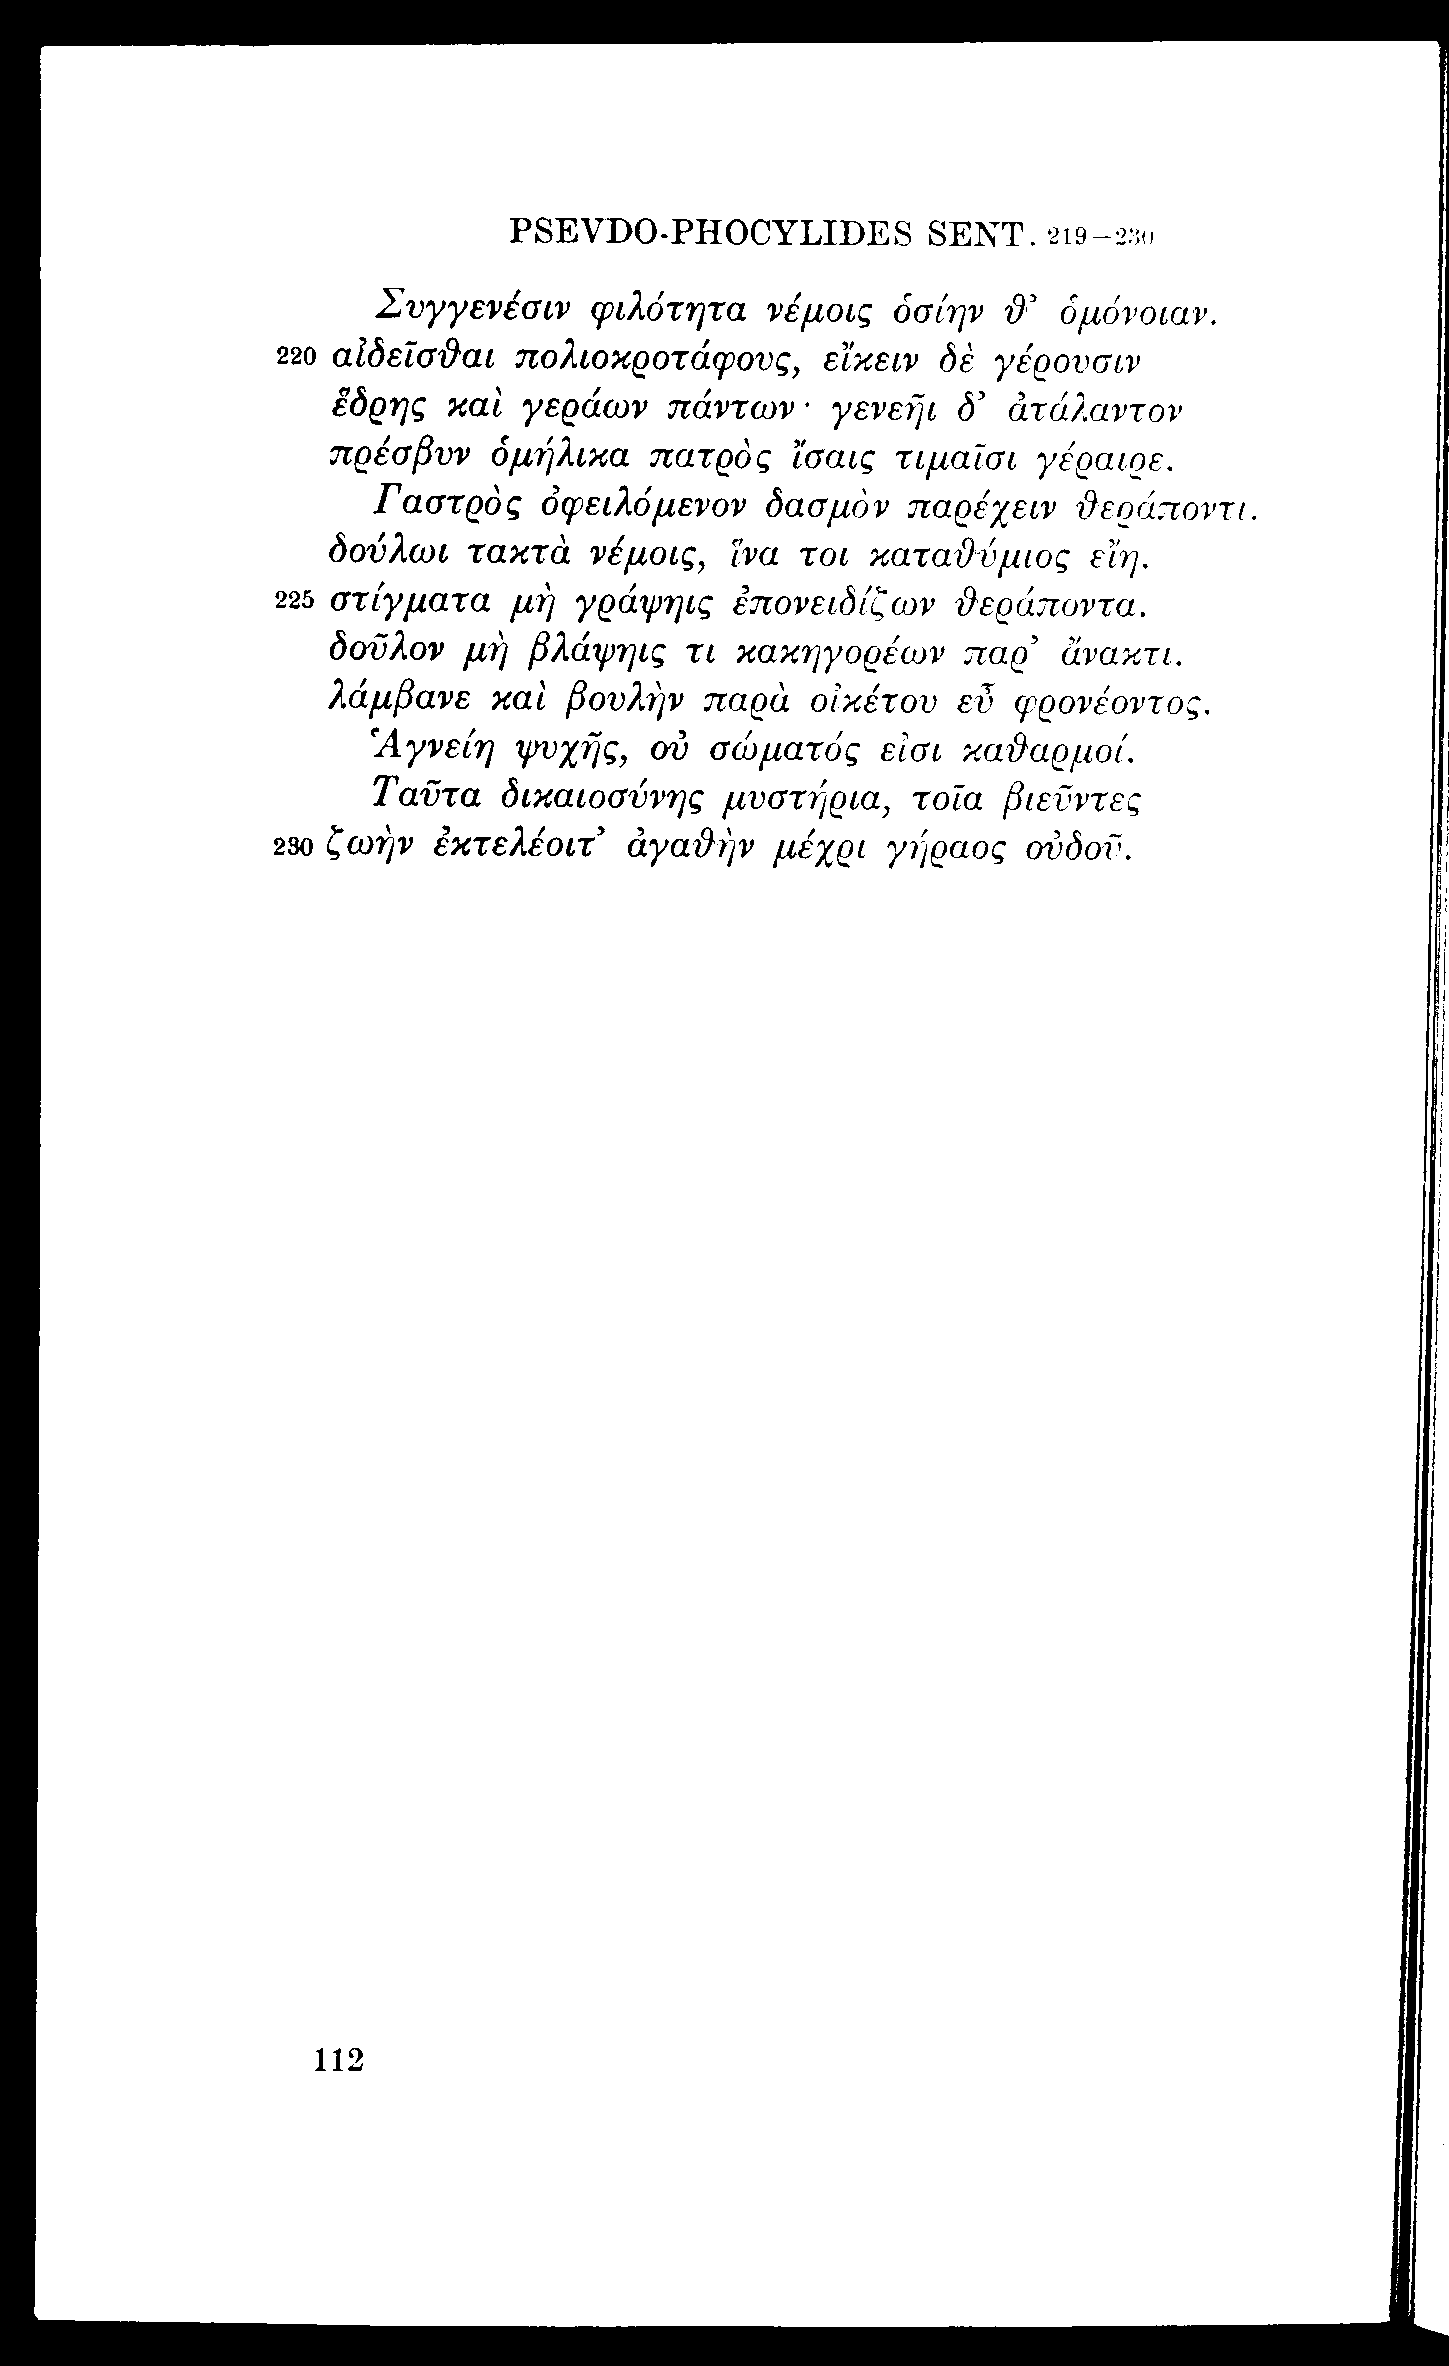 PSEVDO-PHOCYLIDES SENT. 219–230
Συγγενέσιν φιλότητα νέμοις ὁσίην ϑ’ ὁμόνοιαν.
220 αἰδεῖσϑαι πολιοκροτάφους, εἴκειν δὲ γέρουσιν
ἕδρης καὶ γεράων πάντων· γενεῆι δ’ ἀτάλαντον
πρέσβυν ὁμήλικα πατρὸς ἴσαις τιμαῖσι γέραιρε.
Γαστρὸς ὀφειλόμενον δασμὸν παρέχειν ϑεράποντι.
δούλωι τακτὰ νέμοις, ἵνα τοι καταϑύμιος εἴη.
225 στίγματα μὴ γράψηις ἐπονειδίζων ϑεράποντα.
δοῦλον μὴ βλάψηις τι κακηγορέων παρ’ ἄνακτι.
λάμβανε καὶ βουλὴν παρὰ οἰκέτου εὖ φρονέοντος.
Ἁγνείη ψυχῆς, οὐ σώματός εἰσι καϑαρμοί.
Ταῦτα δικαιοσύνης μυστήρια, τοῖα βιεῦντες
230 ζωὴν ἐκτελέοιτ’ ἀγαϑὴν μέχρι γήραος οὐδοῦ.
112